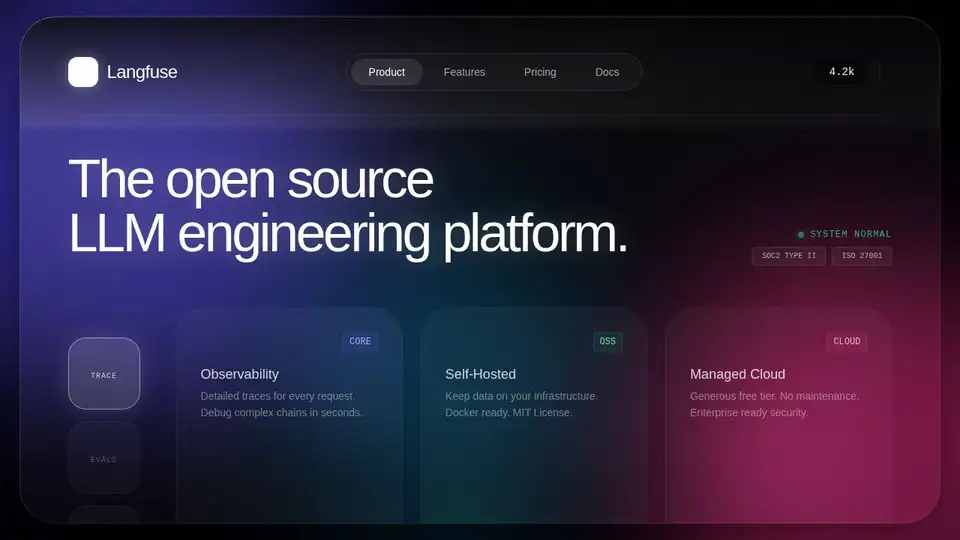 Langfuse
Product
Features
Pricing
Docs
4.2k
The open source
LLM engineering platform.
SYSTEM NORMAL
SOC2 TYPE II
ISO 27001
TRACE
EVALS
CORE
Observability
Detailed traces for every request.
Debug complex chains in seconds.
OSS
Self-Hosted
Keep data on your infrastructure.
Docker ready. MIT License.
CLOUD
Managed Cloud
Generous free tier. No maintenance.
Enterprise ready security.